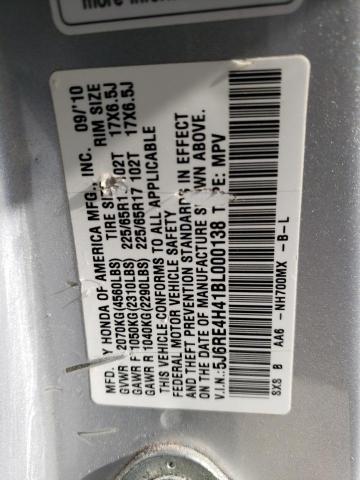 more inform
MFD. BY HONDA OF AMERICA MFG., INC. 09/'10
TIRE SIZE RIM SIZE
GVWR 2070KG(4560LBS)
GAWR F 1050KG(2310LBS) 225/65R17 102T 17X6.5J
GAWR R 1040KG(2290LBS) 225/65R17 102T 17X6.5J
THIS VEHICLE CONFORMS TO ALL APPLICABLE
FEDERAL MOTOR VEHICLE SAFETY AND
THEFT PREVENTION STANDARDS IN EFFECT
ON THE DATE OF MANUFACTURE SHOWN ABOVE.
V.I.N.:5J6RE4H41BL000138 TYPE: MPV
SXS B AA6 -NH700MX -B-L